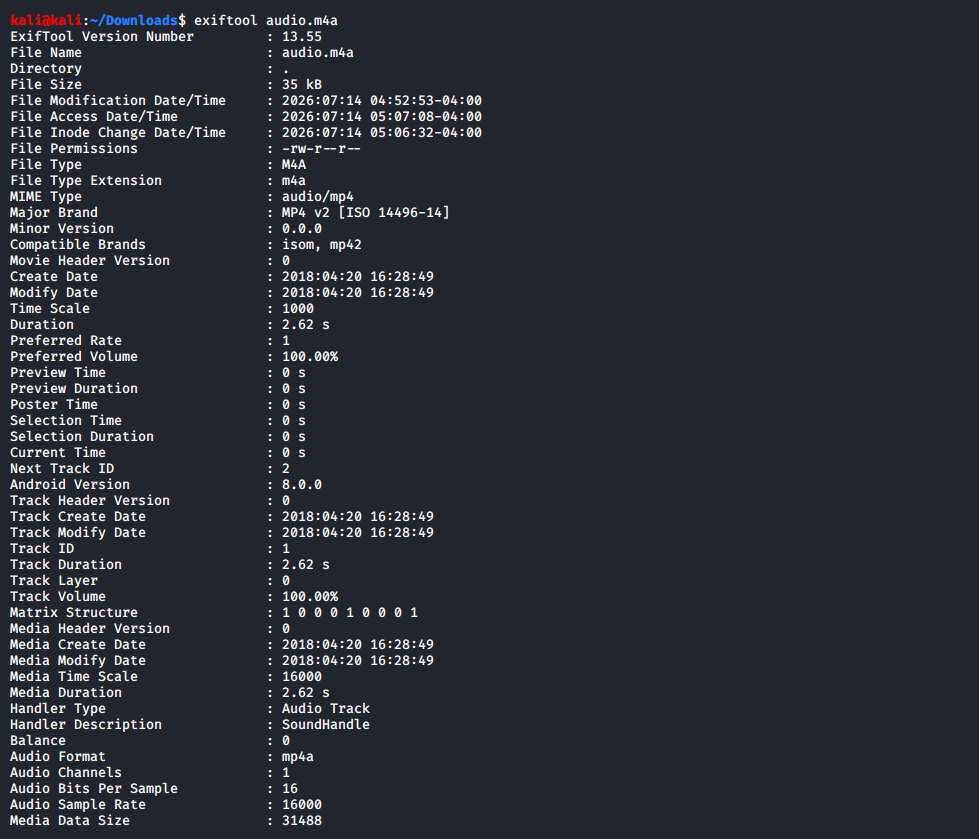 kali@kali:~/Downloads$ exiftool audio.m4a
ExifTool Version Number         : 13.55
File Name                       : audio.m4a
Directory                       : .
File Size                       : 35 kB
File Modification Date/Time     : 2026:07:14 04:52:53-04:00
File Access Date/Time           : 2026:07:14 05:07:08-04:00
File Inode Change Date/Time     : 2026:07:14 05:06:32-04:00
File Permissions                : -rw-r--r--
File Type                       : M4A
File Type Extension             : m4a
MIME Type                       : audio/mp4
Major Brand                     : MP4 v2 [ISO 14496-14]
Minor Version                   : 0.0.0
Compatible Brands               : isom, mp42
Movie Header Version            : 0
Create Date                     : 2018:04:20 16:28:49
Modify Date                     : 2018:04:20 16:28:49
Time Scale                      : 1000
Duration                        : 2.62 s
Preferred Rate                  : 1
Preferred Volume                : 100.00%
Preview Time                    : 0 s
Preview Duration                : 0 s
Poster Time                     : 0 s
Selection Time                  : 0 s
Selection Duration              : 0 s
Current Time                    : 0 s
Next Track ID                   : 2
Android Version                 : 8.0.0
Track Header Version            : 0
Track Create Date               : 2018:04:20 16:28:49
Track Modify Date               : 2018:04:20 16:28:49
Track ID                        : 1
Track Duration                  : 2.62 s
Track Layer                     : 0
Track Volume                    : 100.00%
Matrix Structure                : 1 0 0 0 1 0 0 0 1
Media Header Version            : 0
Media Create Date               : 2018:04:20 16:28:49
Media Modify Date               : 2018:04:20 16:28:49
Media Time Scale                : 16000
Media Duration                  : 2.62 s
Handler Type                    : Audio Track
Handler Description             : SoundHandle
Balance                         : 0
Audio Format                    : mp4a
Audio Channels                  : 1
Audio Bits Per Sample           : 16
Audio Sample Rate               : 16000
Media Data Size                 : 31488